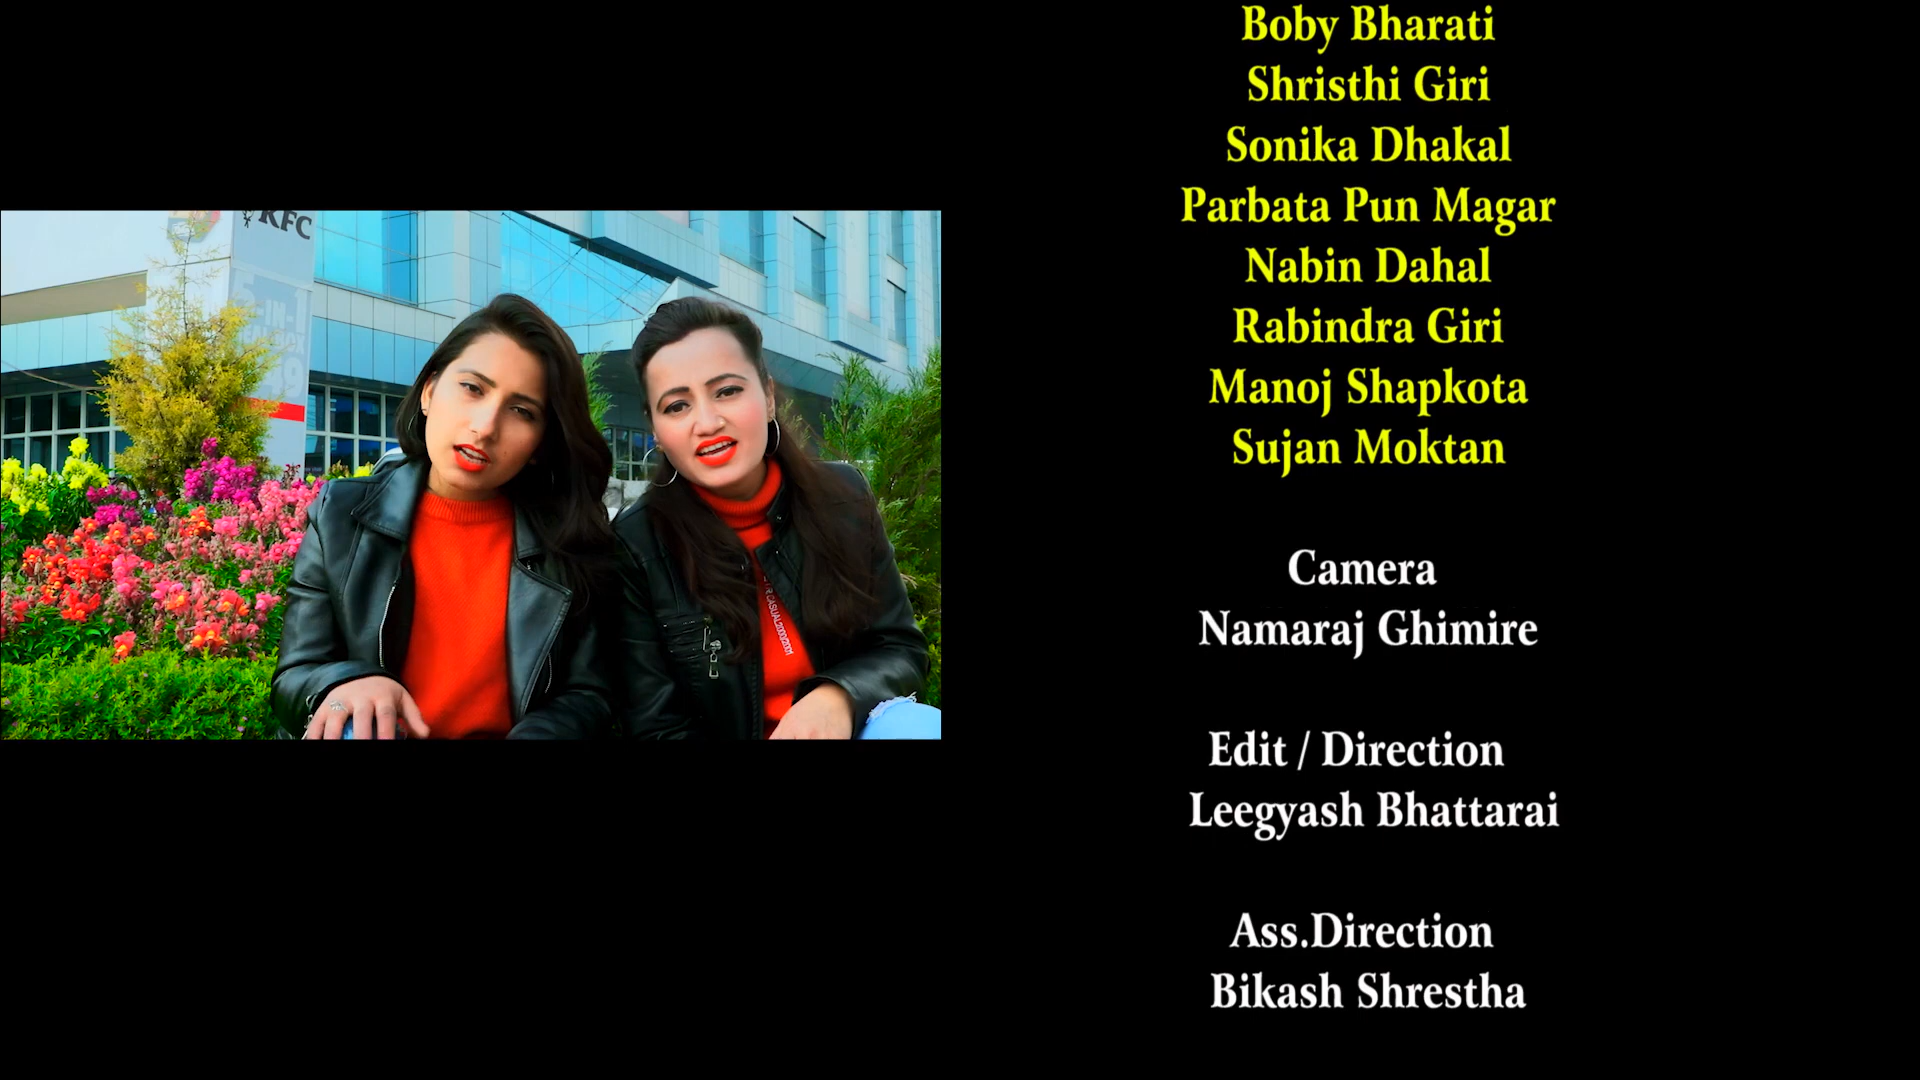 KFC
Boby Bharati
Shristhi Giri
Sonika Dhakal
Parbata Pun Magar
Nabin Dahal
Rabindra Giri
Manoj Shapkota
Sujan Moktan
Camera
Namaraj Ghimire
Edit / Direction
Leegyash Bhattarai
Ass.Direction
Bikash Shrestha